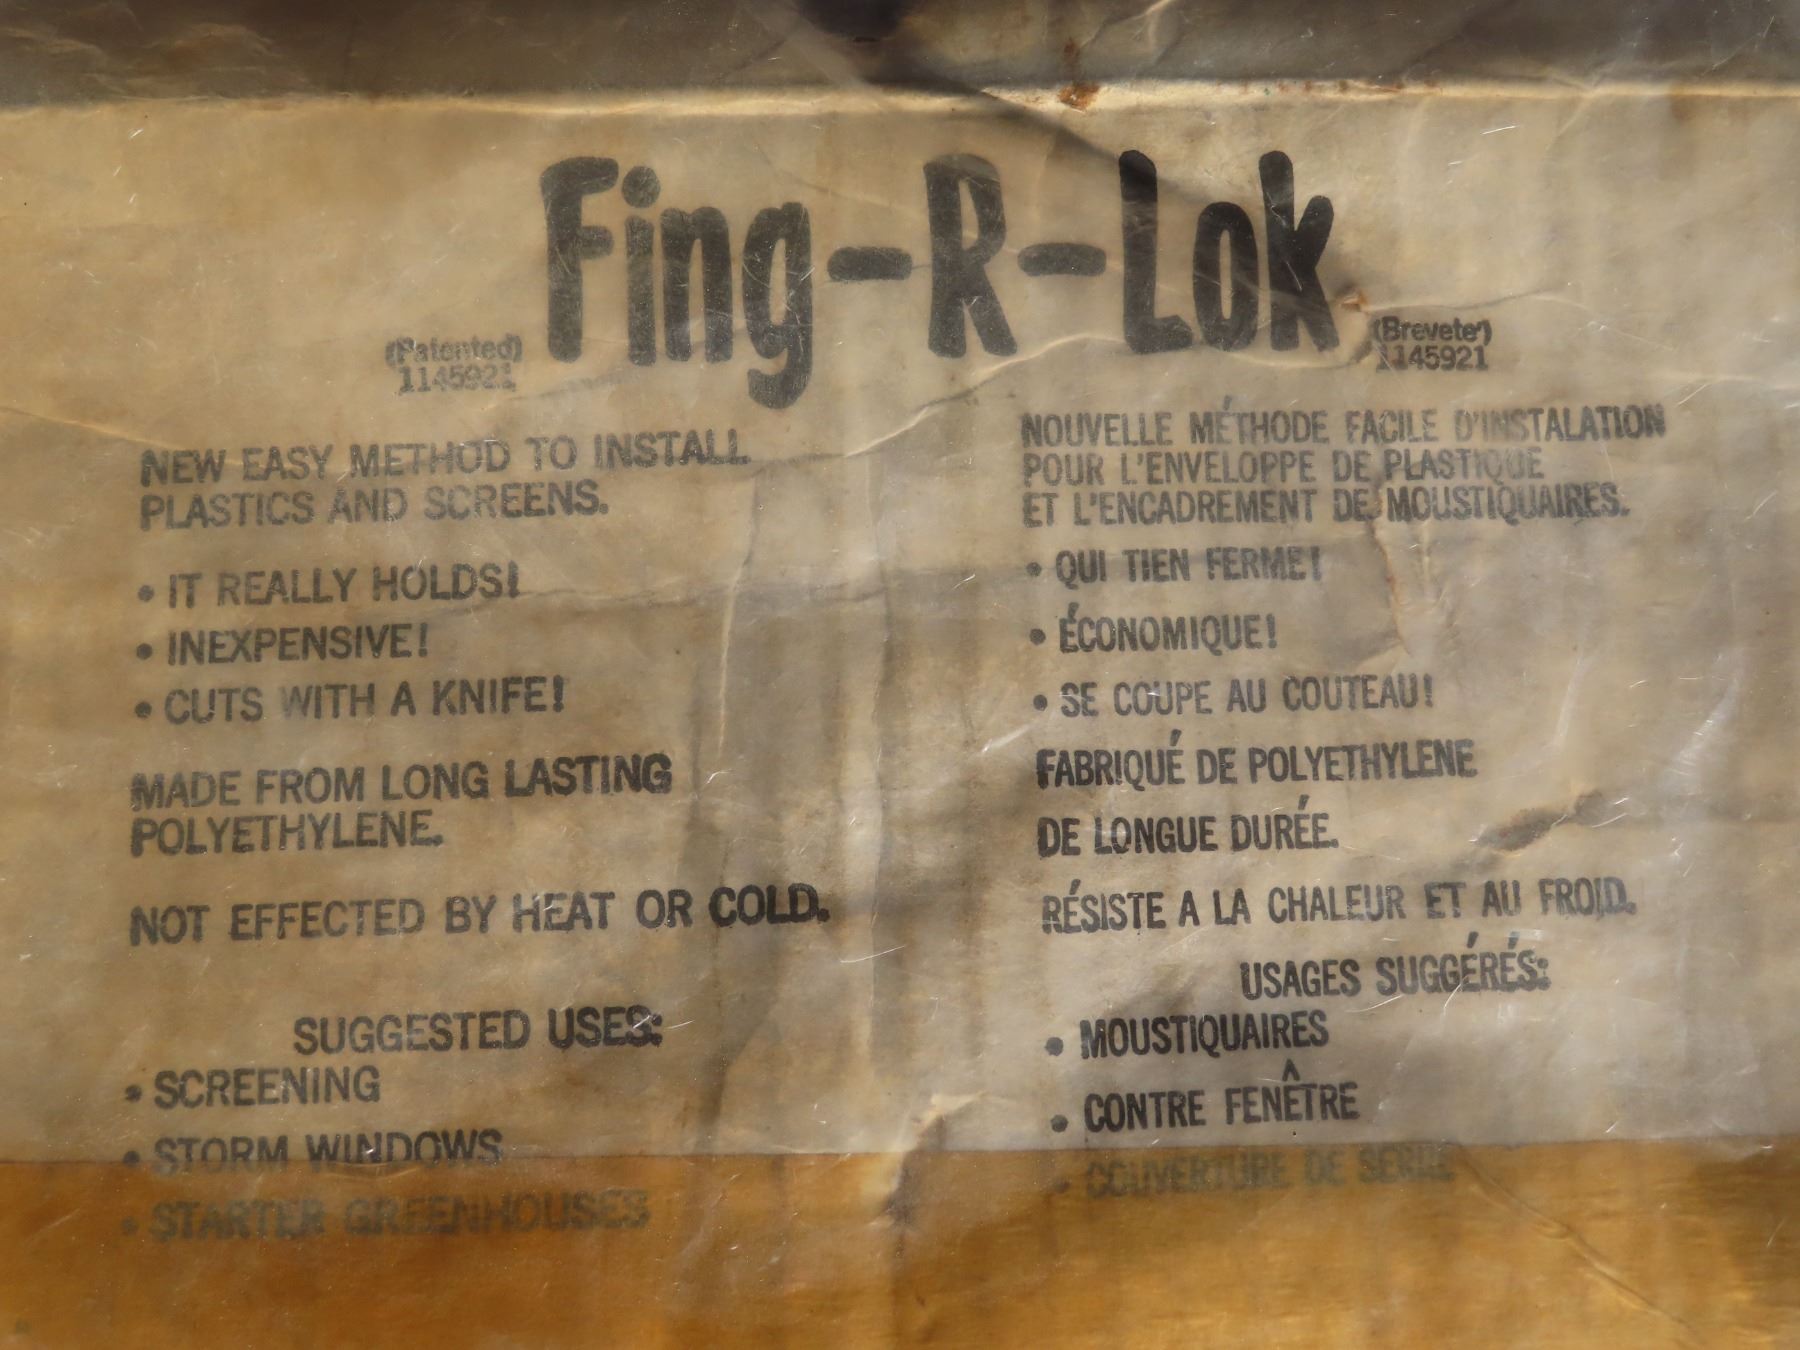 Fing-R-Lok
(Patented)
1145921
(Breveter)
1145921
NEW EASY METHOD TO INSTALL
PLASTICS AND SCREENS.
• IT REALLY HOLDS!
• INEXPENSIVE!
• CUTS WITH A KNIFE!
MADE FROM LONG LASTING
POLYETHYLENE.
NOT EFFECTED BY HEAT OR COLD.
SUGGESTED USES:
• SCREENING
• STORM WINDOWS
• STARTER GREENHOUSES
NOUVELLE MÉTHODE FACILE D'INSTALATION
POUR L'ENVELOPPE DE PLASTIQUE
ET L'ENCADREMENT DE MOUSTIQUAIRES.
• QUI TIEN FERME!
• ÉCONOMIQUE!
• SE COUPE AU COUTEAU!
FABRIQUÉ DE POLYETHYLENE
DE LONGUE DURÉE.
RÉSISTE A LA CHALEUR ET AU FROID.
USAGES SUGGÉRÉS:
• MOUSTIQUAIRES
• CONTRE FENÊTRE
• COUVERTURE DE SERRE